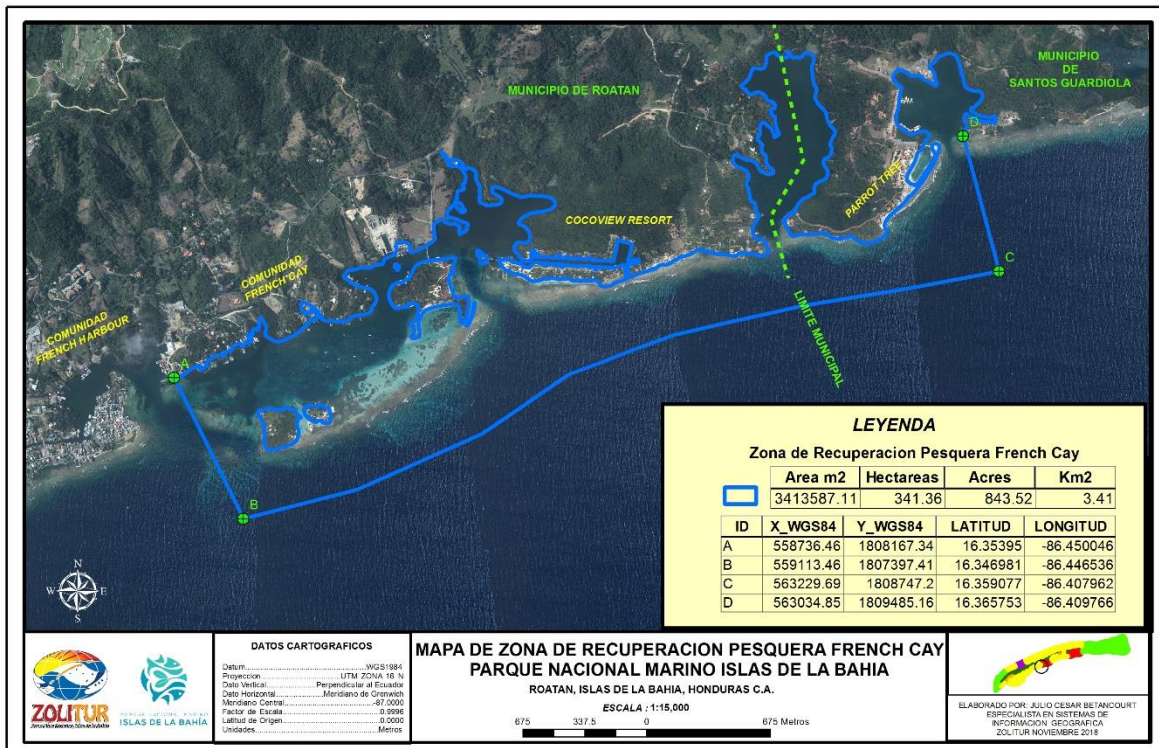 MUNICIPIO DE ROATAN
MUNICIPIO
DE
SANTOS GUARDIOLA
D
PARROT TREE
COCOVIEW RESORT
C
COMUNIDAD
FRENCH CAY
COMUNIDAD
FRENCH HARBOUR
LIMITE MUNICIPAL
A
B
LEYENDA
Zona de Recuperacion Pesquera French Cay
Area m2 Hectareas Acres Km2
3413587.11 341.36 843.52 3.41
ID X_WGS84 Y_WGS84 LATITUD LONGITUD
A 558736.46 1808167.34 16.35395 -86.450046
B 559113.46 1807397.41 16.346981 -86.446536
C 563229.69 1808747.2 16.359077 -86.407962
D 563034.85 1809485.16 16.365753 -86.409766
N
W E
S
ZOLITUR
PARQUE NACIONAL MARINO
ISLAS DE LA BAHÍA
DATOS CARTOGRAFICOS
Datum WGS1984
Proyeccion UTM ZONA 16 N
Dato Vertical Perpendicular al Ecuador
Dato Horizontal Meridiano de Grenwich
Meridiano Central -87.0000
Factor de Escala 0.9996
Latitud de Origen 0.0000
Unidades Metros
MAPA DE ZONA DE RECUPERACION PESQUERA FRENCH CAY
PARQUE NACIONAL MARINO ISLAS DE LA BAHIA
ROATAN, ISLAS DE LA BAHIA, HONDURAS C.A.
ESCALA : 1:15,000
675 337.5 0 675 Metros
ELABORADO POR: JULIO CESAR BETANCOURT
ESPECIALISTA EN SISTEMAS DE
INFORMACION GEOGRAFICA
ZOLITUR NOVIEMBRE 2018